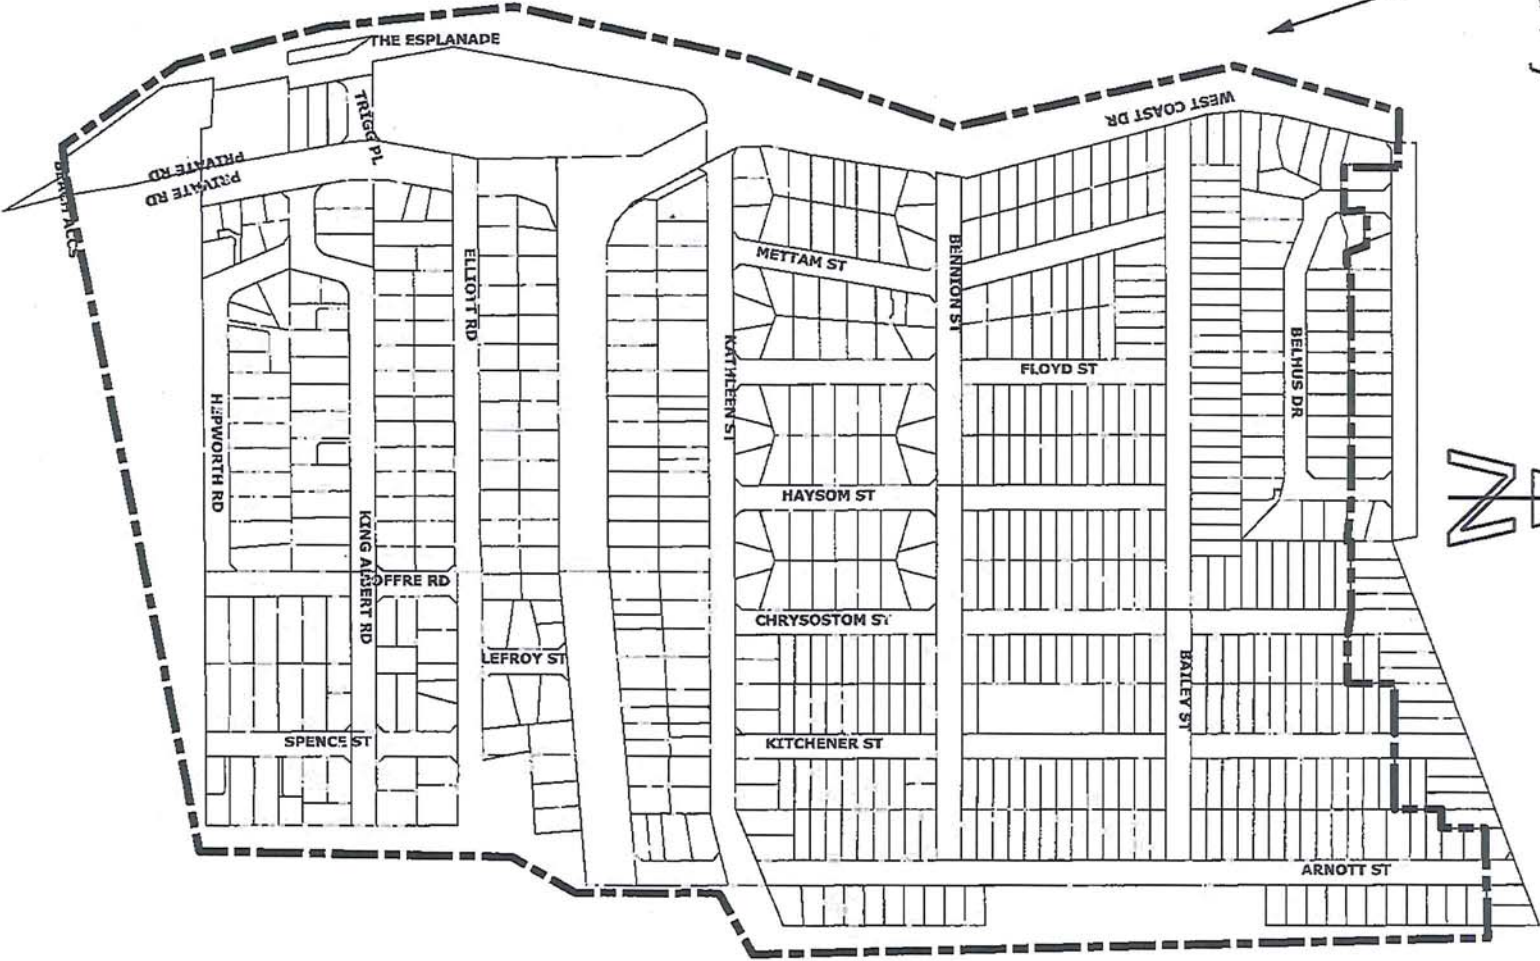 THE ESPLANADE
TRIGG PL
WEST COAST DR
PRIVATE RD
PRIVATE RD
ELLIOTT RD
METTAM ST
BENNION ST
KATHLEEN ST
FLOYD ST
BELHUS DR
HEPWORTH RD
HAYSOM ST
KING ALBERT RD
JOFFRE RD
CHRYSOSTOM ST
LEFROY ST
BAILEY ST
SPENCE ST
KITCHENER ST
ARNOTT ST
N